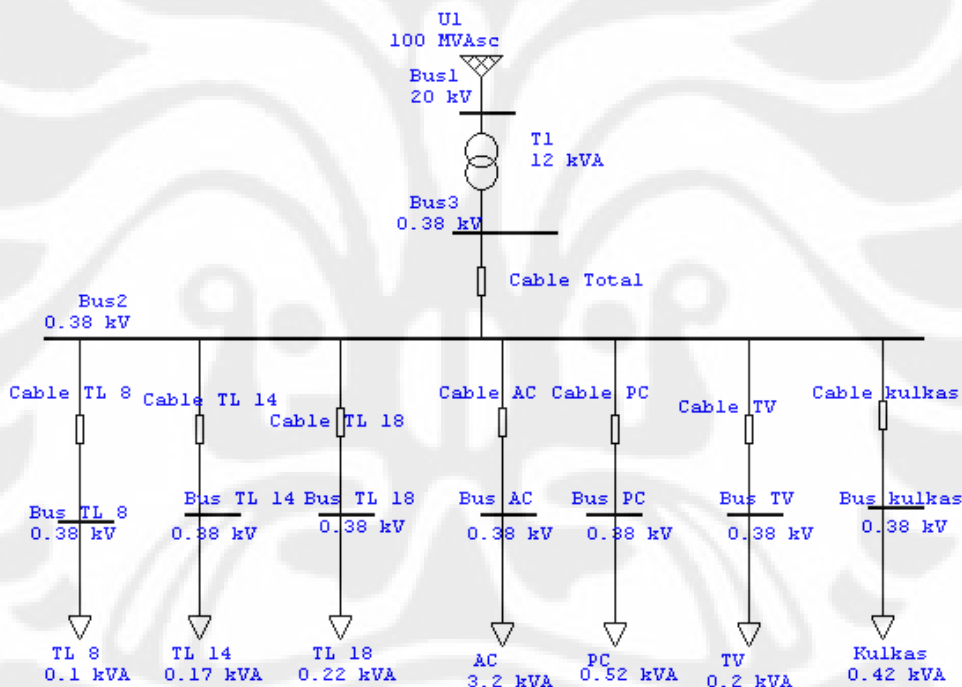 U1
100 MVAsc
Bus1
20 kV
T1
12 kVA
Bus3
0.38 kV
Cable Total
Bus2
0.38 kV
Cable TL 8
Cable TL 14
Cable TL 18
Cable AC
Cable PC
Cable TV
Cable kulkas
Bus TL 8
0.38 kV
Bus TL 14
0.38 kV
Bus TL 18
0.38 kV
Bus AC
0.38 kV
Bus PC
0.38 kV
Bus TV
0.38 kV
Bus kulkas
0.38 kV
TL 8
0.1 kVA
TL 14
0.17 kVA
TL 18
0.22 kVA
AC
3.2 kVA
PC
0.52 kVA
TV
0.2 kVA
Kulkas
0.42 kVA